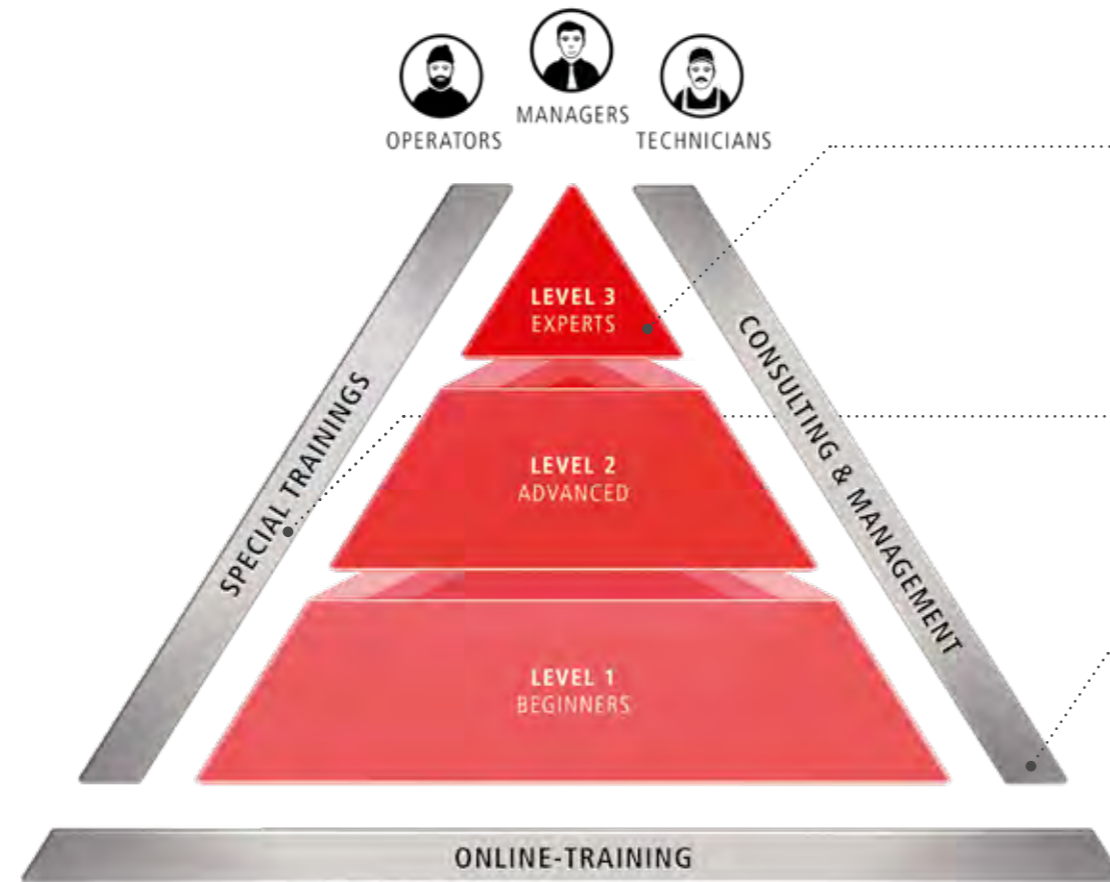 OPERATORS
MANAGERS
TECHNICIANS
LEVEL 3
EXPERTS
SPECIAL TRAININGS
CONSULTING & MANAGEMENT
LEVEL 2
ADVANCED
LEVEL 1
BEGINNERS
ONLINE-TRAINING